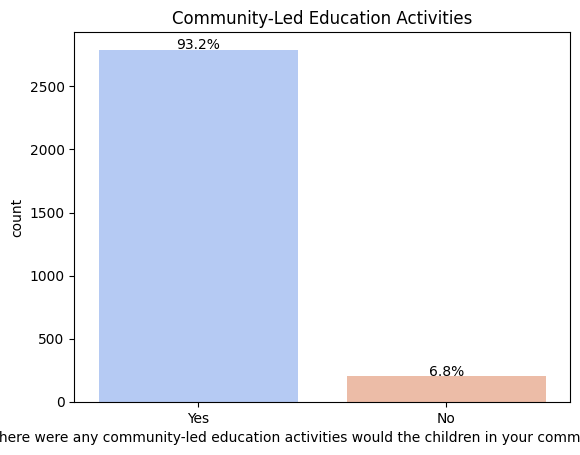 Community-Led Education Activities
93.2%
6.8%
2500
2000
1500
1000
500
0
count
Yes
No
here were any community-led education activities would the children in your comm